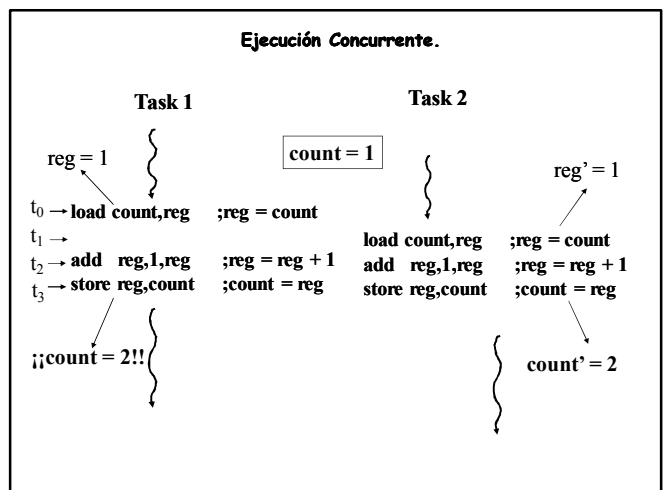 Ejecución Concurrente.
Task 1
Task 2
count = 1
reg = 1
reg' = 1
t0 load count,reg ;reg = count
t1
load count,reg ;reg = count
t2 add reg,1,reg ;reg = reg + 1
add reg,1,reg ;reg = reg + 1
t3 store reg,count ;count = reg
store reg,count ;count = reg
¡¡count = 2!!
count' = 2